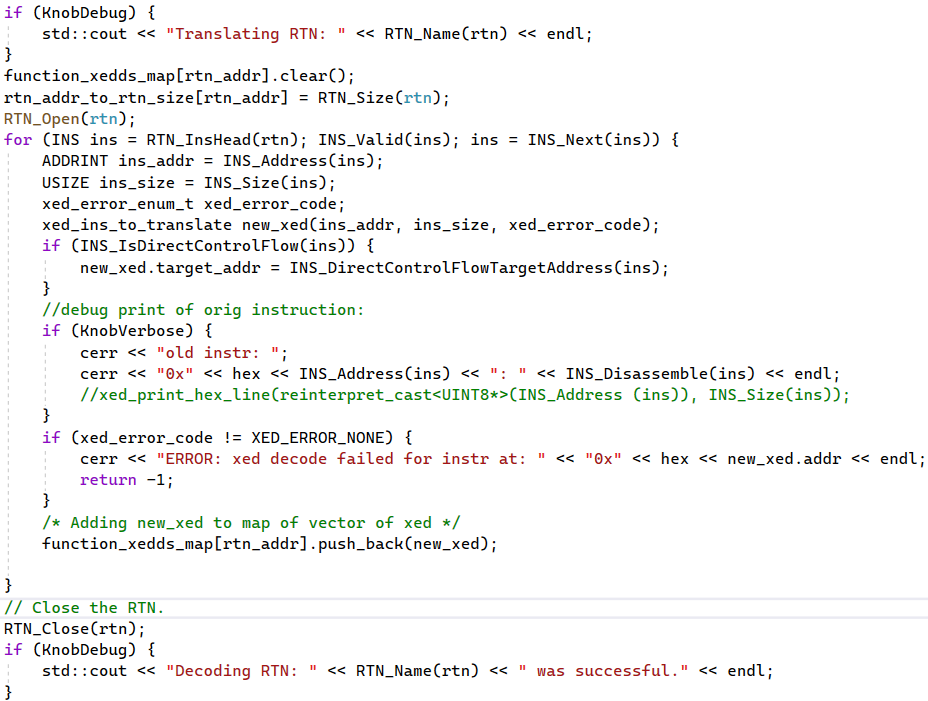 if (KnobDebug) {
    std::cout << "Translating RTN: " << RTN_Name(rtn) << endl;
}
function_xedds_map[rtn_addr].clear();
rtn_addr_to_rtn_size[rtn_addr] = RTN_Size(rtn);
RTN_Open(rtn);
for (INS ins = RTN_InsHead(rtn); INS_Valid(ins); ins = INS_Next(ins)) {
    ADDRINT ins_addr = INS_Address(ins);
    USIZE ins_size = INS_Size(ins);
    xed_error_enum_t xed_error_code;
    xed_ins_to_translate new_xed(ins_addr, ins_size, xed_error_code);
    if (INS_IsDirectControlFlow(ins)) {
        new_xed.target_addr = INS_DirectControlFlowTargetAddress(ins);
    }
    //debug print of orig instruction:
    if (KnobVerbose) {
        cerr << "old instr: ";
        cerr << "0x" << hex << INS_Address(ins) << ": " << INS_Disassemble(ins) << endl;
        //xed_print_hex_line(reinterpret_cast<UINT8*>(INS_Address (ins)), INS_Size(ins));
    }
    if (xed_error_code != XED_ERROR_NONE) {
        cerr << "ERROR: xed decode failed for instr at: " << "0x" << hex << new_xed.addr << endl;
        return -1;
    }
    /* Adding new_xed to map of vector of xed */
    function_xedds_map[rtn_addr].push_back(new_xed);

}
// Close the RTN.
RTN_Close(rtn);
if (KnobDebug) {
    std::cout << "Decoding RTN: " << RTN_Name(rtn) << " was successful." << endl;
}